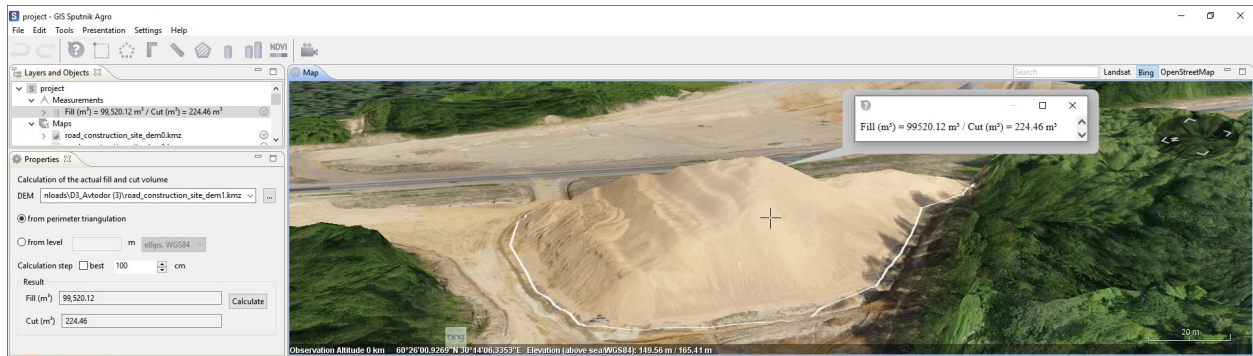 S project - GIS Sputnik Agro
File Edit Tools Presentation Settings Help
NDVI
Layers and Objects
project
Measurements
Fill (m³) = 99,520.12 m³ / Cut (m³) = 224.46 m³
Maps
road_construction_site_dem0.kmz
Properties
Calculation of the actual fill and cut volume
DEM nloads\D3_Avtodor (3)\road_construction_site_dem1.kmz ...
from perimeter triangulation
from level m ellips. WGS84
Calculation step best 100 cm
Result
Fill (m³) 99,520.12
Calculate
Cut (m³) 224.46
Map
Search Landsat Bing OpenStreetMap
Fill (m³) = 99520.12 m³ / Cut (m³) = 224.46 m³
N
bing
20 m
Observation Altitude 0 km 60°26'00.9269"N 30°14'06.3353"E Elevation (above sea/WGS84): 149.56 m / 165.41 m